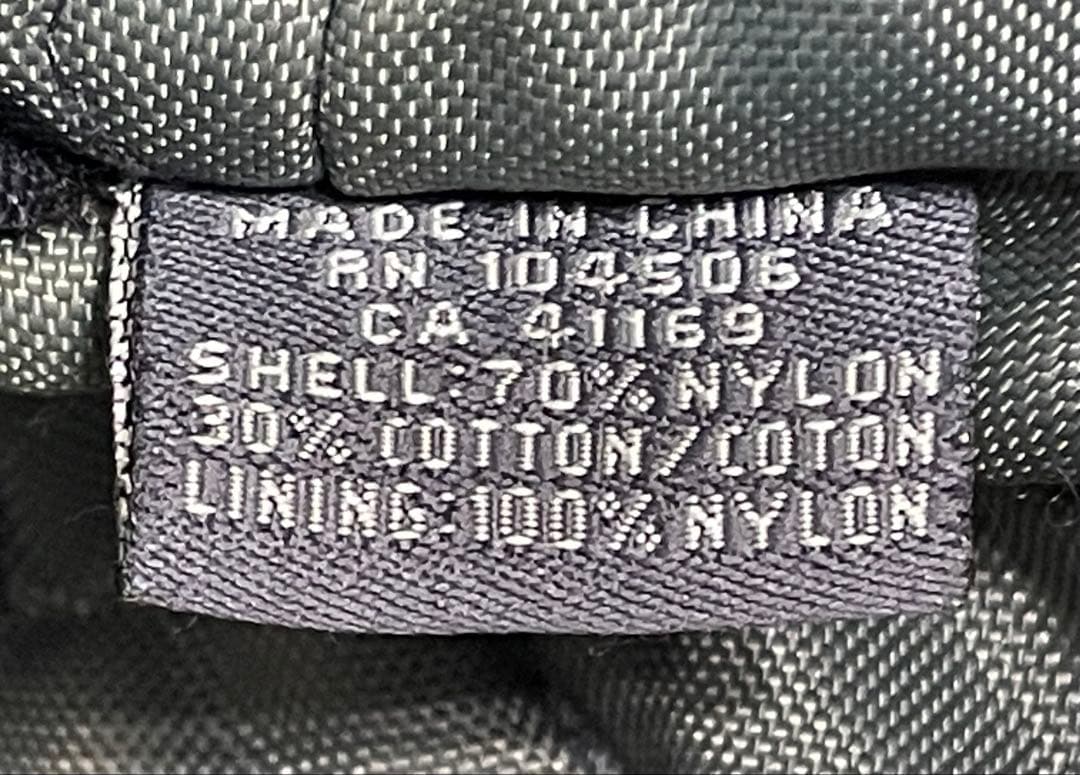 MADE IN CHINA
RN 104506
CA 41169
SHELL:70% NYLON
30% COTTON/COTON
LINING:100% NYLON